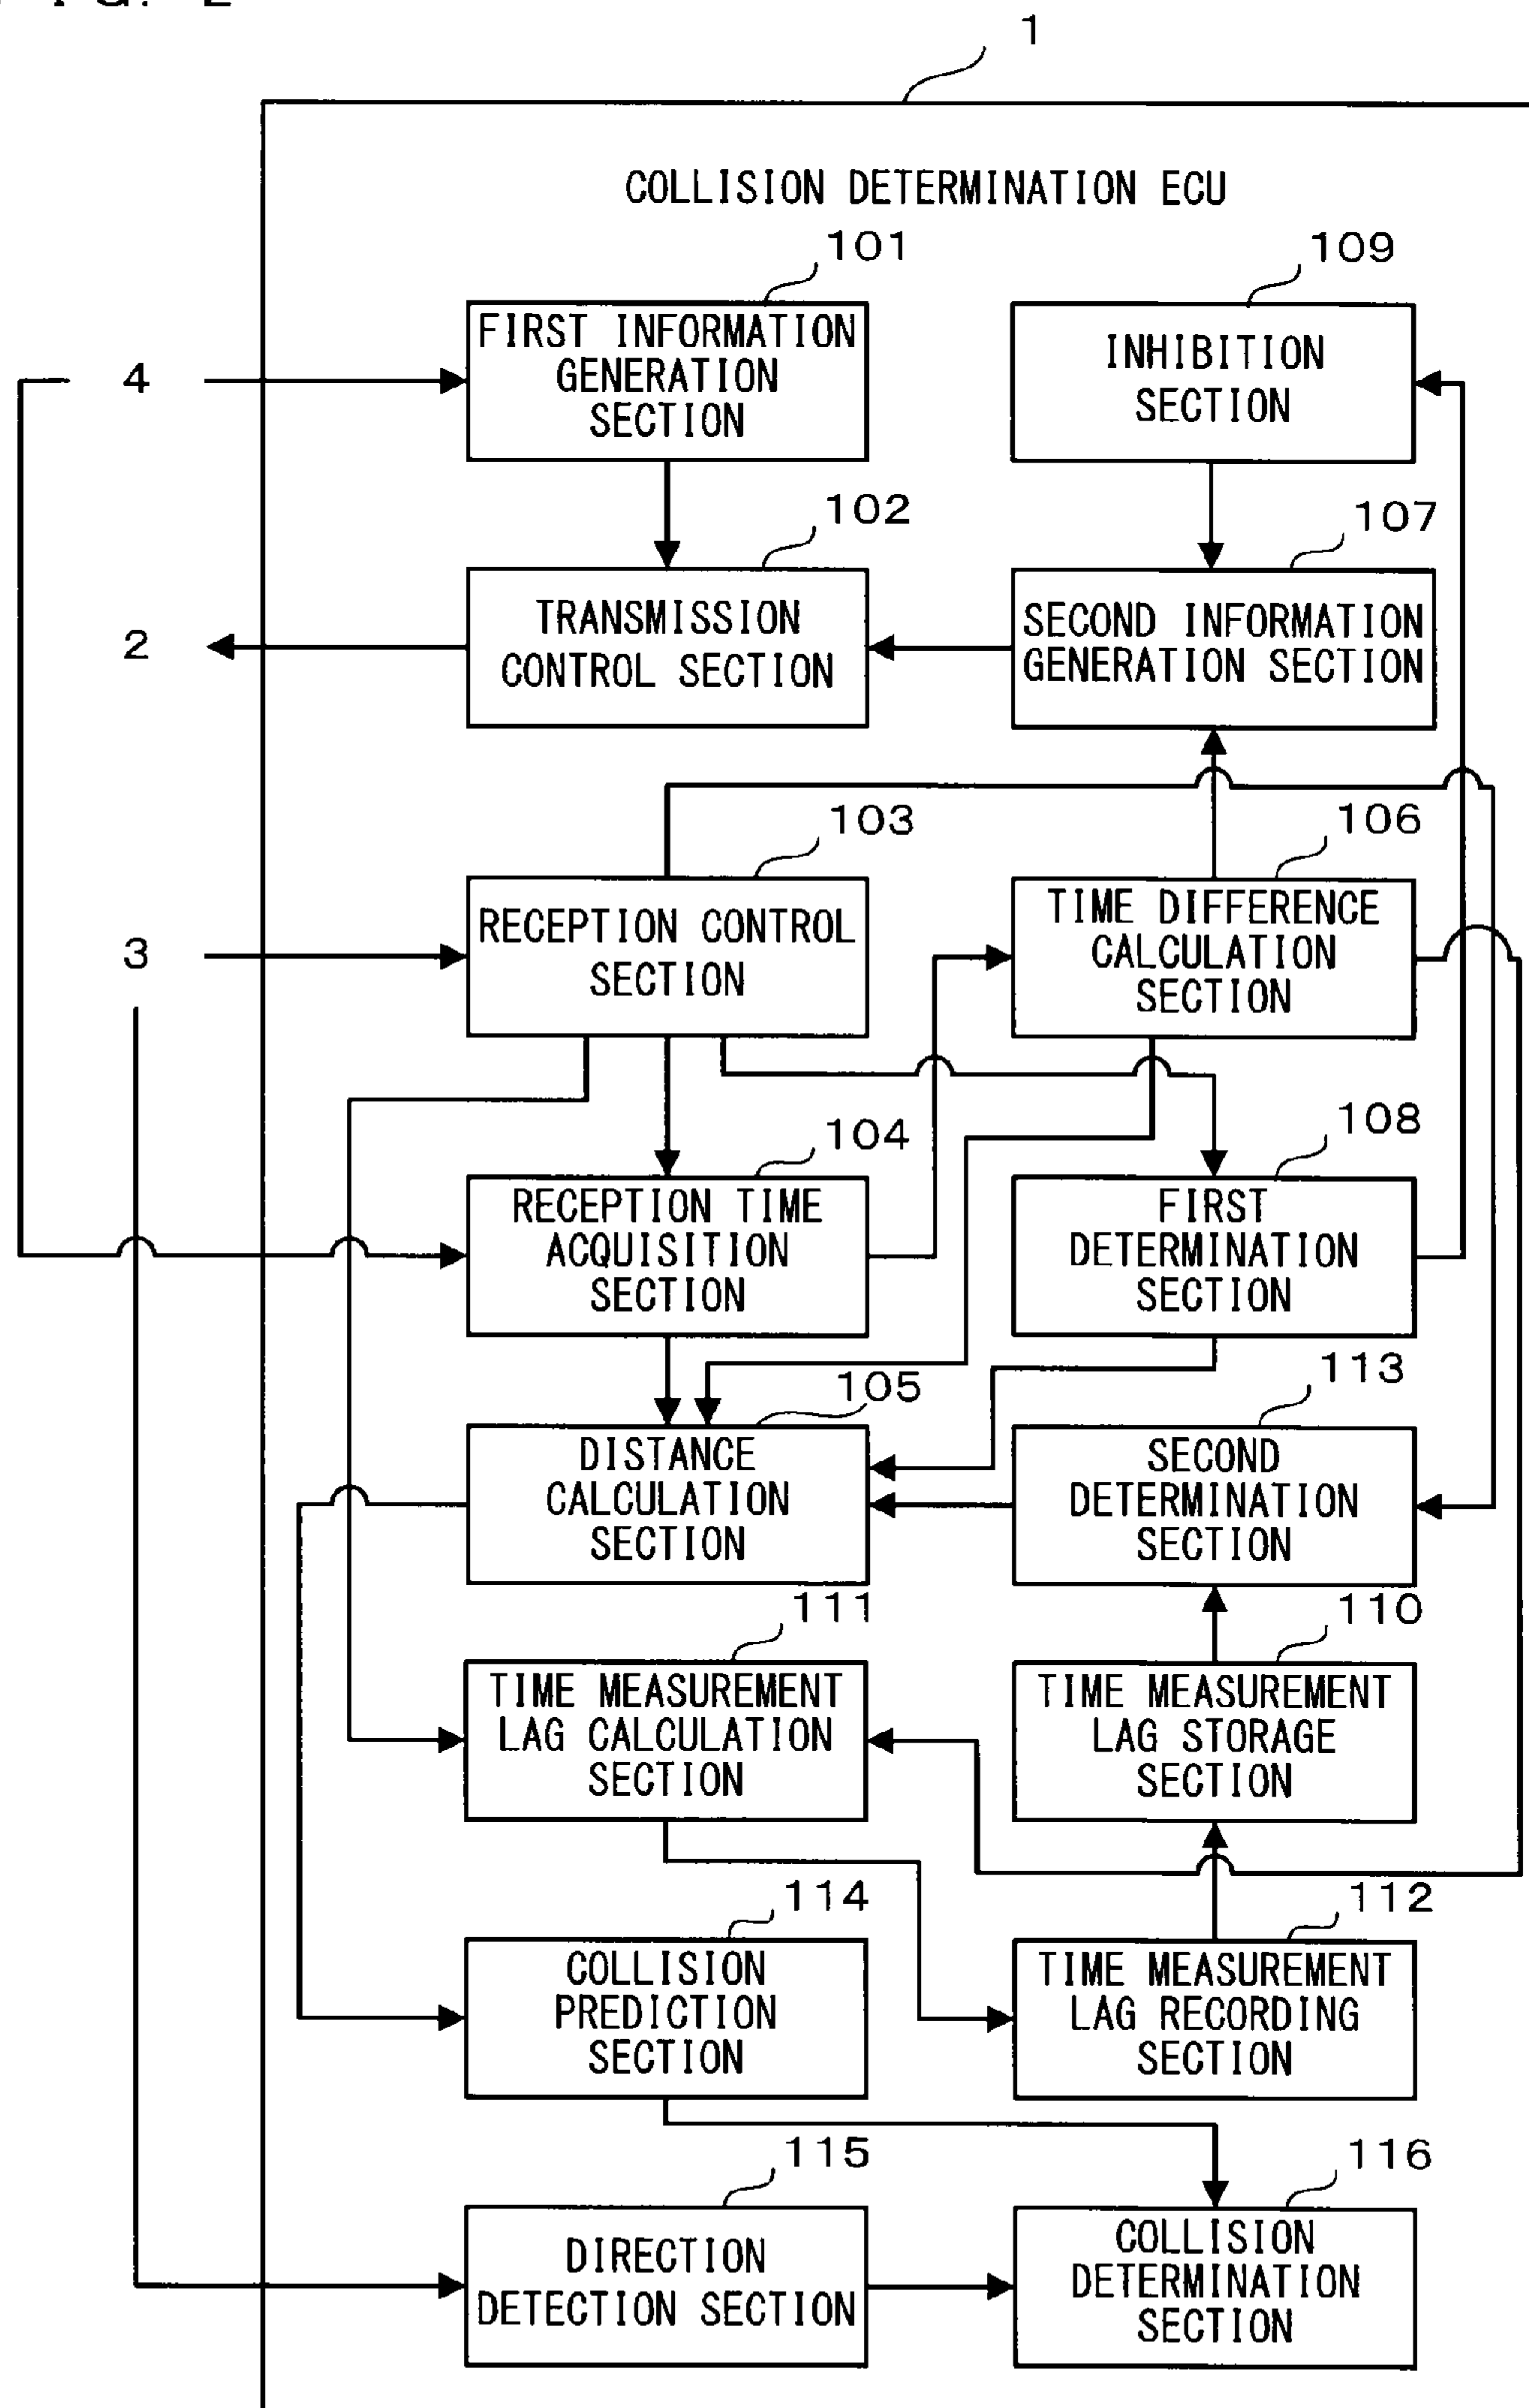 1
COLLISION DETERMINATION ECU
101
109
FIRST INFORMATION
GENERATION
SECTION
INHIBITION
SECTION
4
102
107
TRANSMISSION
CONTROL SECTION
SECOND INFORMATION
GENERATION SECTION
2
103
106
RECEPTION CONTROL
SECTION
TIME DIFFERENCE
CALCULATION
SECTION
3
104
108
RECEPTION TIME
ACQUISITION
SECTION
FIRST
DETERMINATION
SECTION
105
113
DISTANCE
CALCULATION
SECTION
SECOND
DETERMINATION
SECTION
111
110
TIME MEASUREMENT
LAG CALCULATION
SECTION
TIME MEASUREMENT
LAG STORAGE
SECTION
114
112
COLLISION
PREDICTION
SECTION
TIME MEASUREMENT
LAG RECORDING
SECTION
115
116
DIRECTION
DETECTION SECTION
COLLISION
DETERMINATION
SECTION